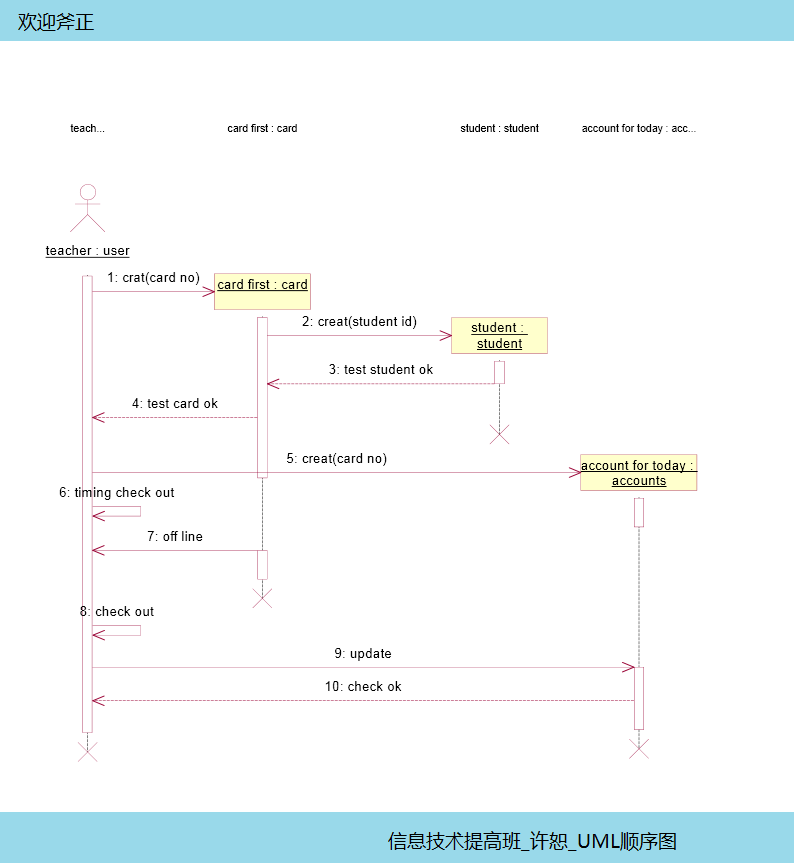 欢迎斧正
teach... card first : card student : student account for today : acc...
teacher : user
1: crat(card no)
card first : card
2: creat(student id)
student :
student
3: test student ok
4: test card ok
5: creat(card no)
account for today :
accounts
6: timing check out
7: off line
8: check out
9: update
10: check ok
信息技术提高班_许恕_UML顺序图